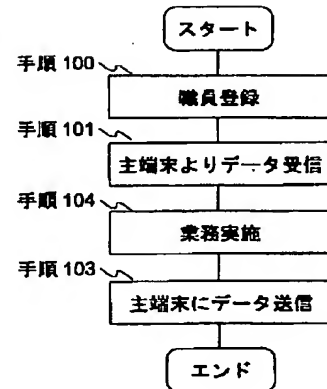 スタート
手順 100
職員登録
手順 101
主端末よりデータ受信
手順 104
業務実施
手順 103
主端末にデータ送信
エンド